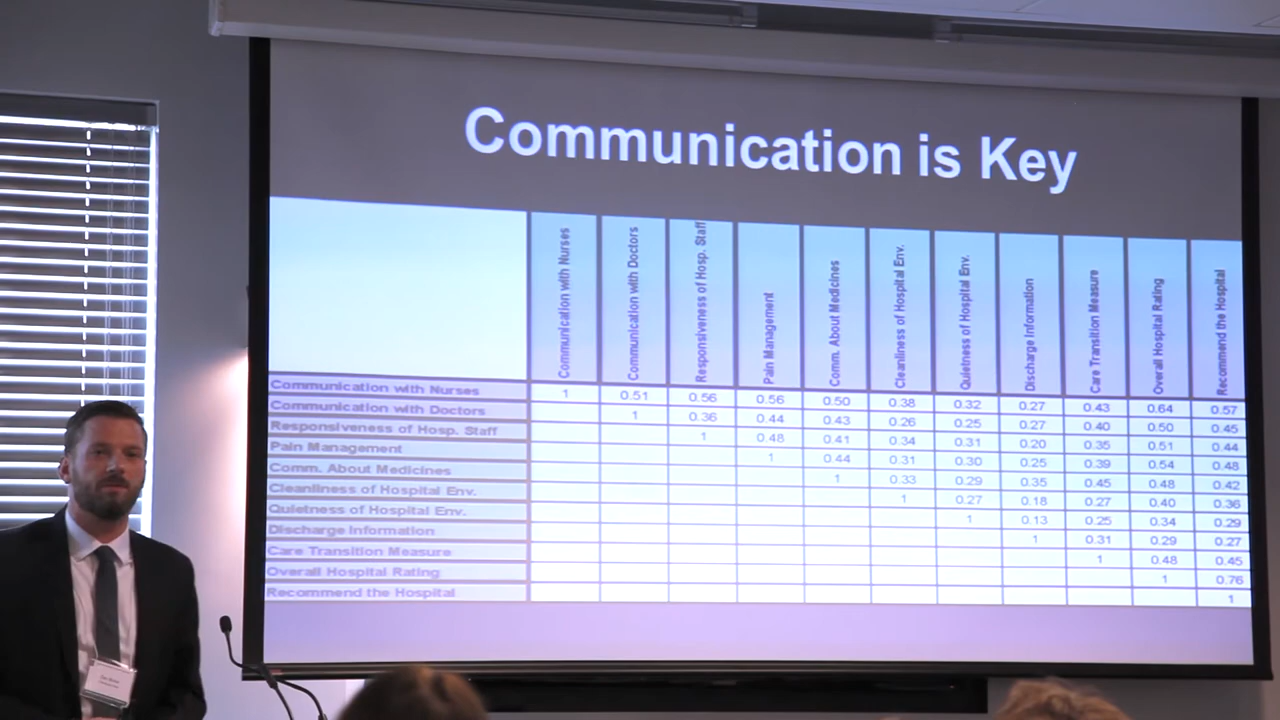 Communication is Key
Communication with Nurses
Communication with Doctors
Responsiveness of Hosp. Staff
Pain Management
Comm. About Medicines
Cleanliness of Hospital Env.
Quietness of Hospital Env.
Discharge Information
Care Transition Measure
Overall Hospital Rating
Recommend the Hospital
Communication with Nurses 1 0.51 0.56 0.56 0.50 0.38 0.32 0.27 0.43 0.64 0.57
Communication with Doctors 1 0.36 0.44 0.43 0.26 0.25 0.27 0.40 0.50 0.45
Responsiveness of Hosp. Staff 1 0.48 0.41 0.34 0.31 0.20 0.35 0.51 0.44
Pain Management 1 0.44 0.31 0.30 0.25 0.39 0.54 0.48
Comm. About Medicines 1 0.33 0.29 0.35 0.45 0.48 0.42
Cleanliness of Hospital Env. 1 0.27 0.18 0.27 0.40 0.36
Quietness of Hospital Env. 1 0.13 0.25 0.34 0.29
Discharge Information 1 0.31 0.29 0.27
Care Transition Measure 1 0.48 0.45
Overall Hospital Rating 1 0.76
Recommend the Hospital 1